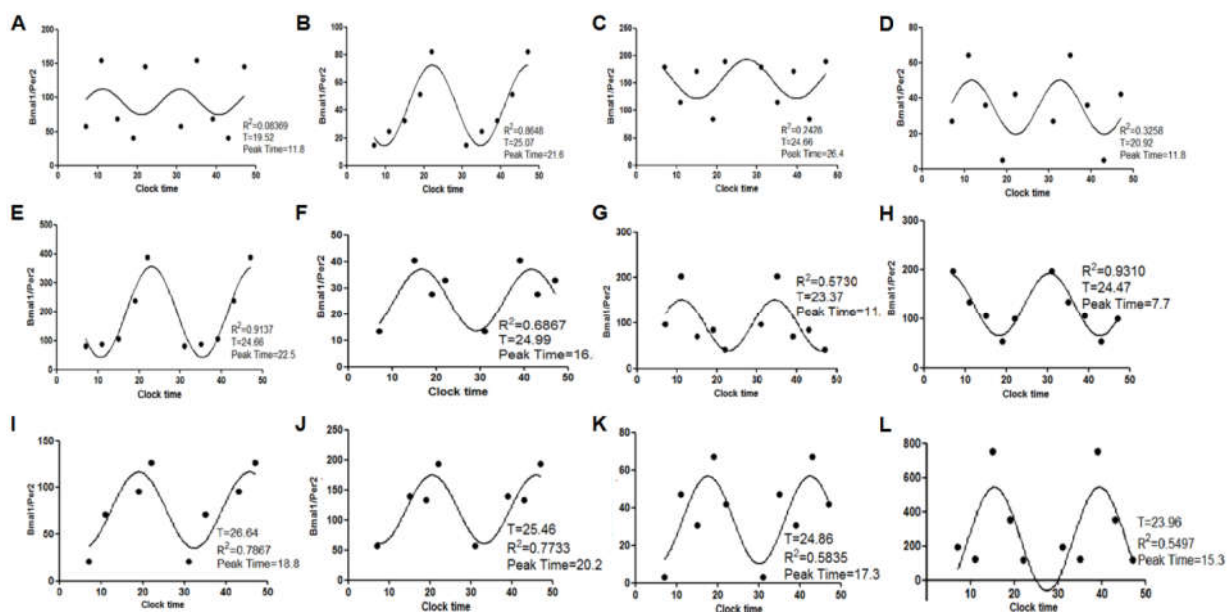 A
Bmal1/Per2
200
150
100
50
0
0 10 20 30 40 50
Clock time
R²=0.08369
T=19.52
Peak Time=11.8
B
Bmal1/Per2
100
80
60
40
20
0
0 10 20 30 40 50
Clock time
R²=0.8648
T=25.07
Peak Time=21.6
C
Bmal1/Per2
250
200
150
100
50
0
0 10 20 30 40 50
Clock time
R²=0.2426
T=24.66
Peak Time=26.4
D
Bmal1/Per2
80
60
40
20
0
0 10 20 30 40 50
Clock time
R²=0.3258
T=20.92
Peak Time=11.8
E
Bmal1/Per2
500
400
300
200
100
0
0 10 20 30 40 50
Clock time
R²=0.9137
T=24.66
Peak Time=22.5
F
Bmal1/Per2
50
40
30
20
10
0
0 10 20 30 40 50
Clock time
R²=0.6867
T=24.99
Peak Time=16.
G
Bmal1/Per2
300
200
100
0
0 10 20 30 40 50
Clock time
R²=0.5730
T=23.37
Peak Time=11.
H
Bmal1/Per2
300
200
100
0
0 10 20 30 40 50
Clock time
R²=0.9310
T=24.47
Peak Time=7.7
I
Bmal1/Per2
150
100
50
0
0 10 20 30 40 50
Clock time
T=26.64
R²=0.7867
Peak Time=18.8
J
Bmal1/Per2
250
200
150
100
50
0
0 10 20 30 40 50
Clock time
T=25.46
R²=0.7733
Peak Time=20.2
K
Bmal1/Per2
80
60
40
20
0
0 10 20 30 40 50
Clock time
T=24.86
R²=0.5835
Peak Time=17.3
L
Bmal1/Per2
800
600
400
200
0
0 10 20 30 40 50
Clock time
T=23.96
R²=0.5497
Peak Time=15.3